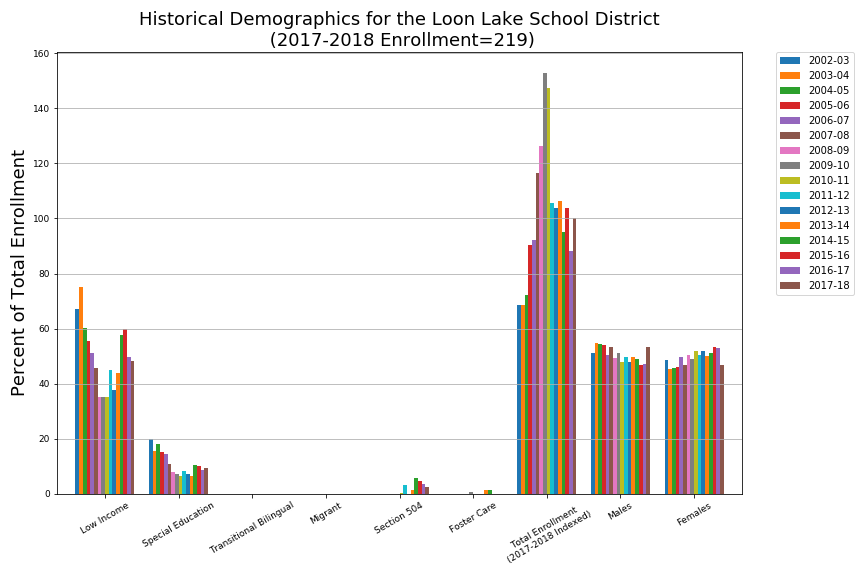 Historical Demographics for the Loon Lake School District
(2017-2018 Enrollment=219)
Percent of Total Enrollment
160
140
120
100
80
60
40
20
0
Low Income
Special Education
Transitional Bilingual
Migrant
Section 504
Foster Care
Total Enrollment
(2017-2018 Indexed)
Males
Females
2002-03
2003-04
2004-05
2005-06
2006-07
2007-08
2008-09
2009-10
2010-11
2011-12
2012-13
2013-14
2014-15
2015-16
2016-17
2017-18